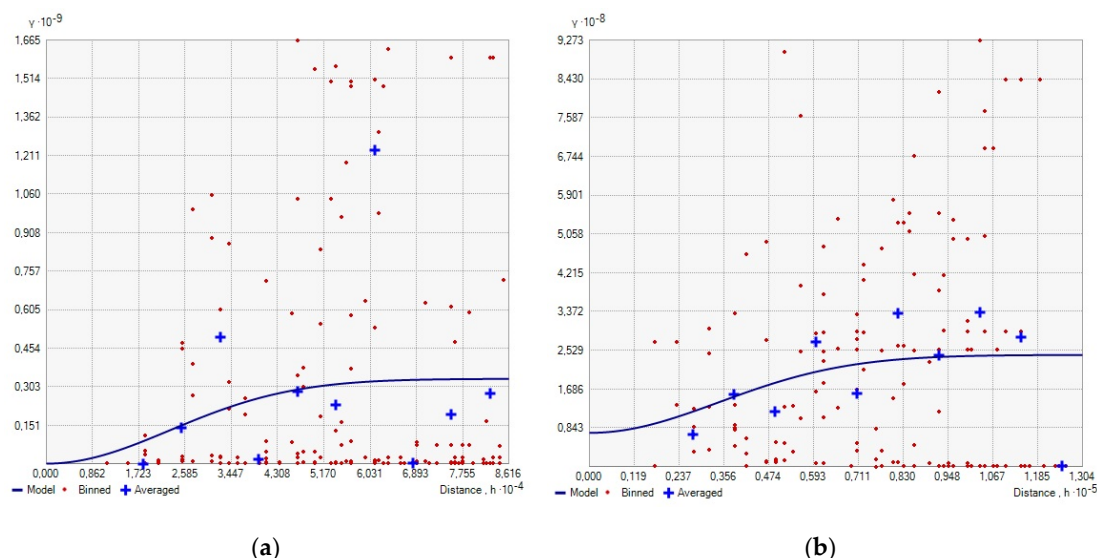 γ ·10⁻⁹
1,665
1,514
1,362
1,211
1,060
0,908
0,757
0,605
0,454
0,303
0,151
0,000 0,862 1,723 2,585 3,447 4,308 5,170 6,031 6,893 7,755 8,616
Distance , h ·10⁻⁴
Model Binned Averaged
(a)
γ ·10⁻⁸
9,273
8,430
7,587
6,744
5,901
5,058
4,215
3,372
2,529
1,686
0,843
0,000 0,119 0,237 0,356 0,474 0,593 0,711 0,830 0,948 1,067 1,185 1,304
Distance , h ·10⁻⁵
Model Binned Averaged
(b)